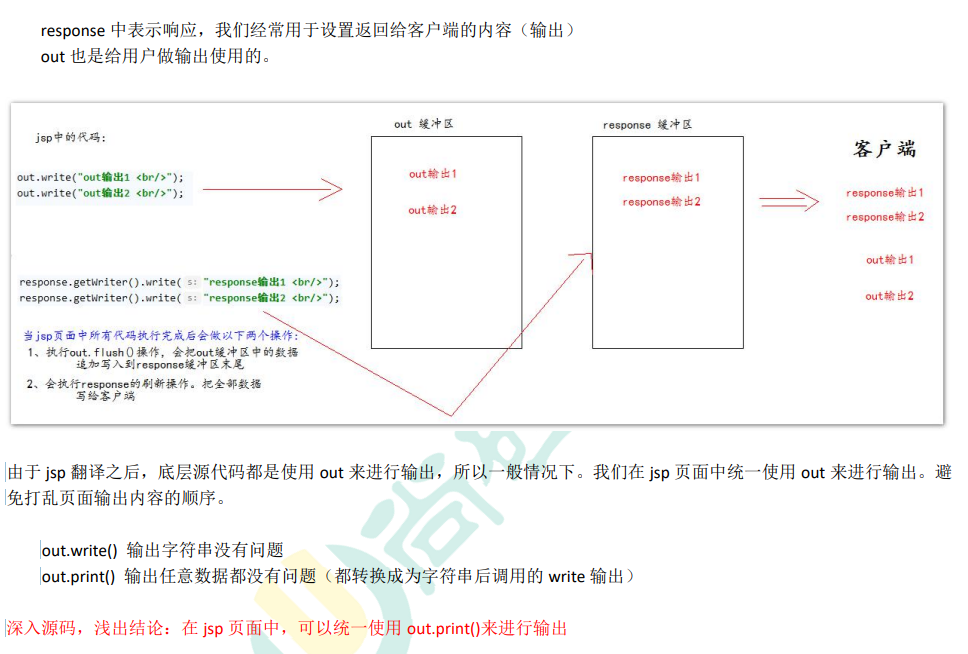 response 中表示响应，我们经常用于设置返回给客户端的内容（输出）
out 也是给用户做输出使用的。
jsp中的代码:
out.write("out输出1 <br/>");
out.write("out输出2 <br/>");
response.getWriter().write( s: "response输出1 <br/>");
response.getWriter().write( s: "response输出2 <br/>");
当jsp页面中所有代码执行完成后会做以下两个操作:
1、执行out.flush()操作，会把out缓冲区中的数据
追加写入到response缓冲区末尾
2、会执行response的刷新操作。把全部数据
写给客户端
out 缓冲区
out输出1
out输出2
response 缓冲区
response输出1
response输出2
客户端
response输出1
response输出2
out输出1
out输出2
由于 jsp 翻译之后，底层源代码都是使用 out 来进行输出，所以一般情况下。我们在 jsp 页面中统一使用 out 来进行输出。避
免打乱页面输出内容的顺序。
out.write() 输出字符串没有问题
out.print() 输出任意数据都没有问题（都转换成为字符串后调用的 write 输出）
深入源码，浅出结论：在 jsp 页面中，可以统一使用 out.print()来进行输出